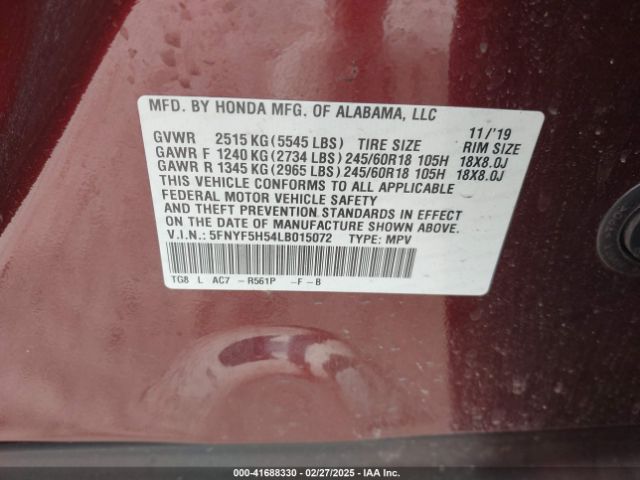 MFD. BY HONDA MFG. OF ALABAMA, LLC
11/'19
GVWR 2515 KG (5545 LBS) TIRE SIZE RIM SIZE
GAWR F 1240 KG (2734 LBS) 245/60R18 105H 18X8.0J
GAWR R 1345 KG (2965 LBS) 245/60R18 105H 18X8.0J
THIS VEHICLE CONFORMS TO ALL APPLICABLE
FEDERAL MOTOR VEHICLE SAFETY
AND THEFT PREVENTION STANDARDS IN EFFECT
ON THE DATE OF MANUFACTURE SHOWN ABOVE.
V.I.N.: 5FNYF5H54LB015072 TYPE: MPV
TG8 L AC7 -R561P -F-B
000-41688330 - 02/27/2025 - IAA Inc.